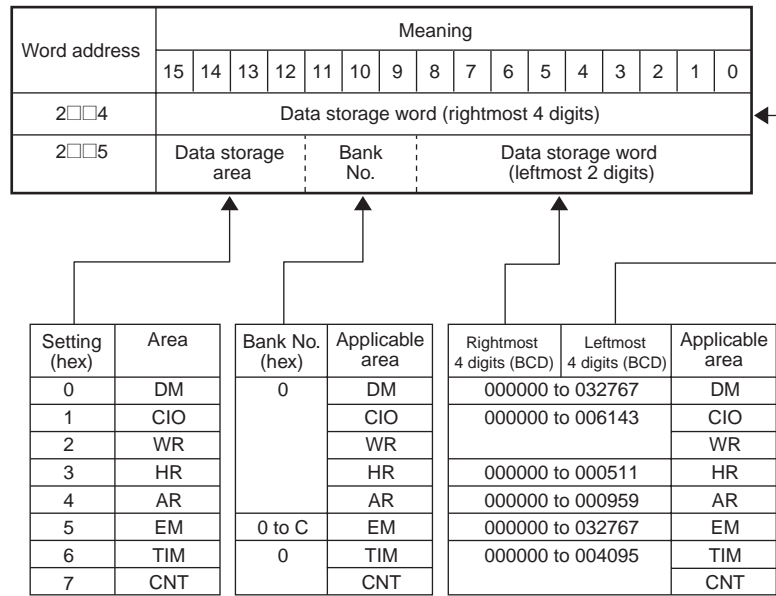 Word address
Meaning
15 14 13 12 11 10 9 8 7 6 5 4 3 2 1 0
2□□4 Data storage word (rightmost 4 digits)
2□□5 Data storage area Bank No. Data storage word (leftmost 2 digits)
Setting (hex) Area
0 DM
1 CIO
2 WR
3 HR
4 AR
5 EM
6 TIM
7 CNT
Bank No. (hex) Applicable area
0 DM
CIO
WR
HR
AR
0 to C EM
0 TIM
CNT
Rightmost 4 digits (BCD) Leftmost 4 digits (BCD) Applicable area
000000 to 032767 DM
000000 to 006143 CIO
WR
000000 to 000511 HR
000000 to 000959 AR
000000 to 032767 EM
000000 to 004095 TIM
CNT